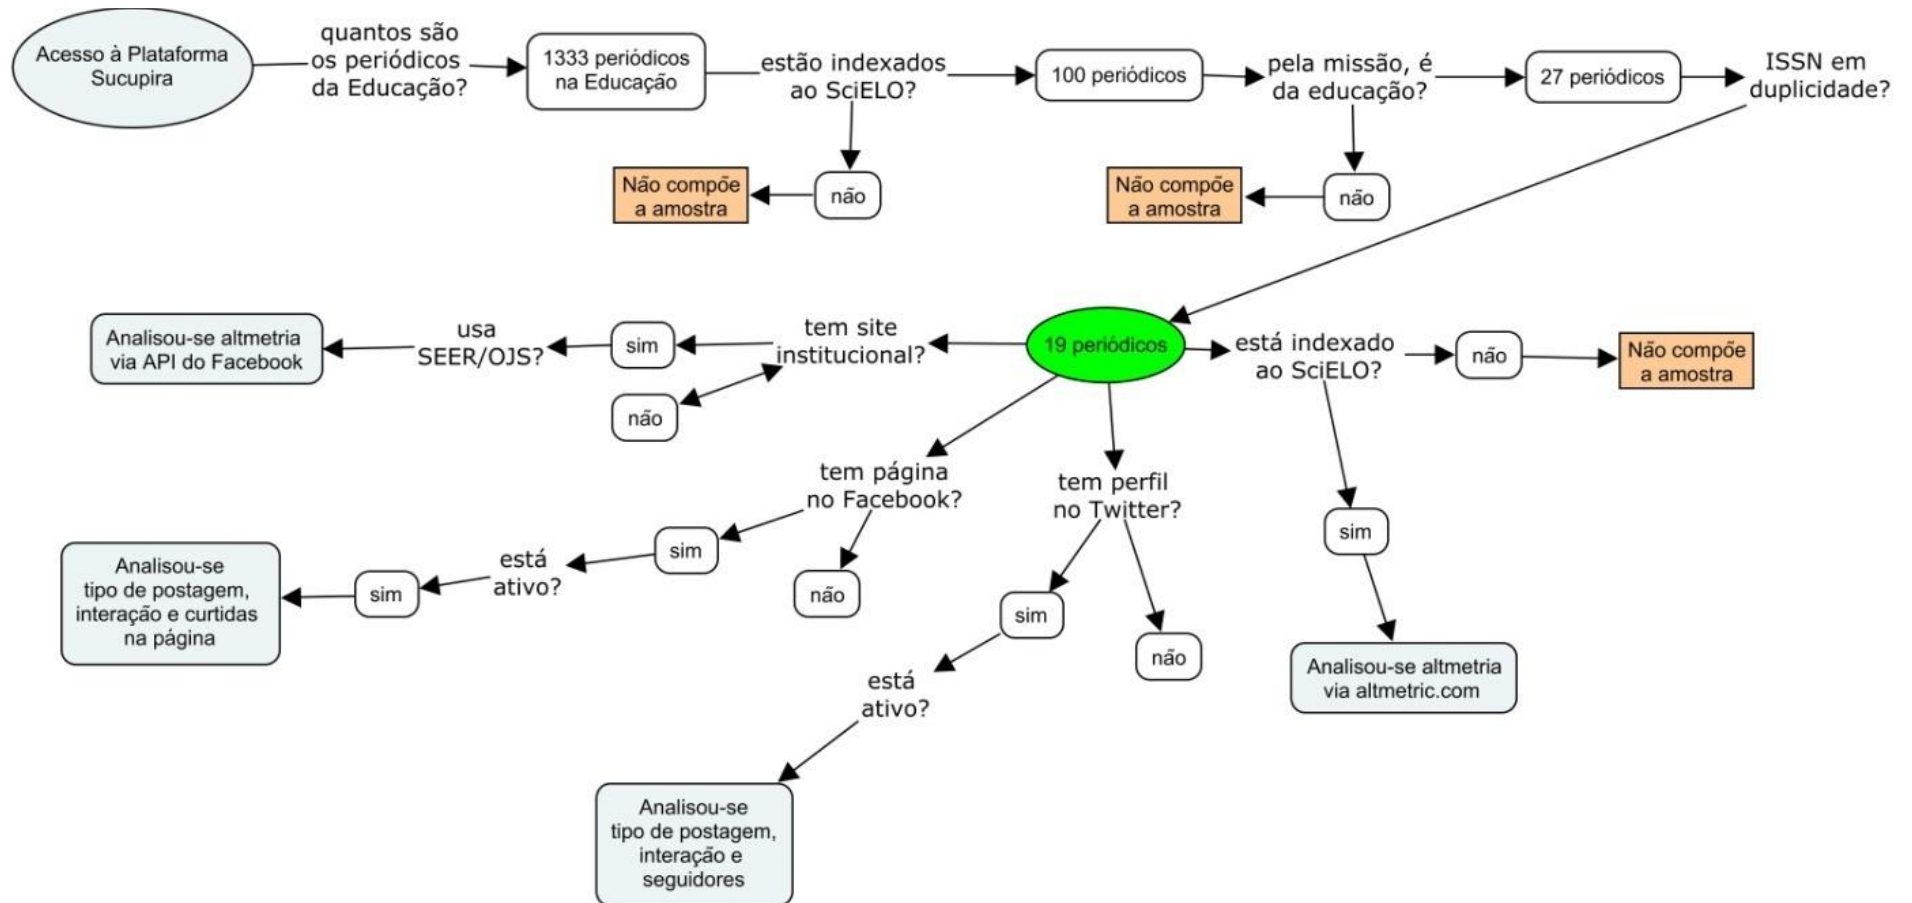 Acesso à Plataforma
Sucupira
quantos são
os periódicos
da Educação?
1333 periódicos
na Educação
estão indexados
ao SciELO?
100 periódicos
pela missão, é
da educação?
27 periódicos
ISSN em
duplicidade?
Não compõe
a amostra
não
Não compõe
a amostra
não
Analisou-se altmetria
via API do Facebook
usa
SEER/OJS?
sim
tem site
institucional?
19 periódicos
está indexado
ao SciELO?
não
Não compõe
a amostra
não
tem página
no Facebook?
tem perfil
no Twitter?
sim
Analisou-se
tipo de postagem,
interação e curtidas
na página
sim
está
ativo?
sim
não
sim
não
Analisou-se altmetria
via altmetric.com
está
ativo?
Analisou-se
tipo de postagem,
interação e
seguidores